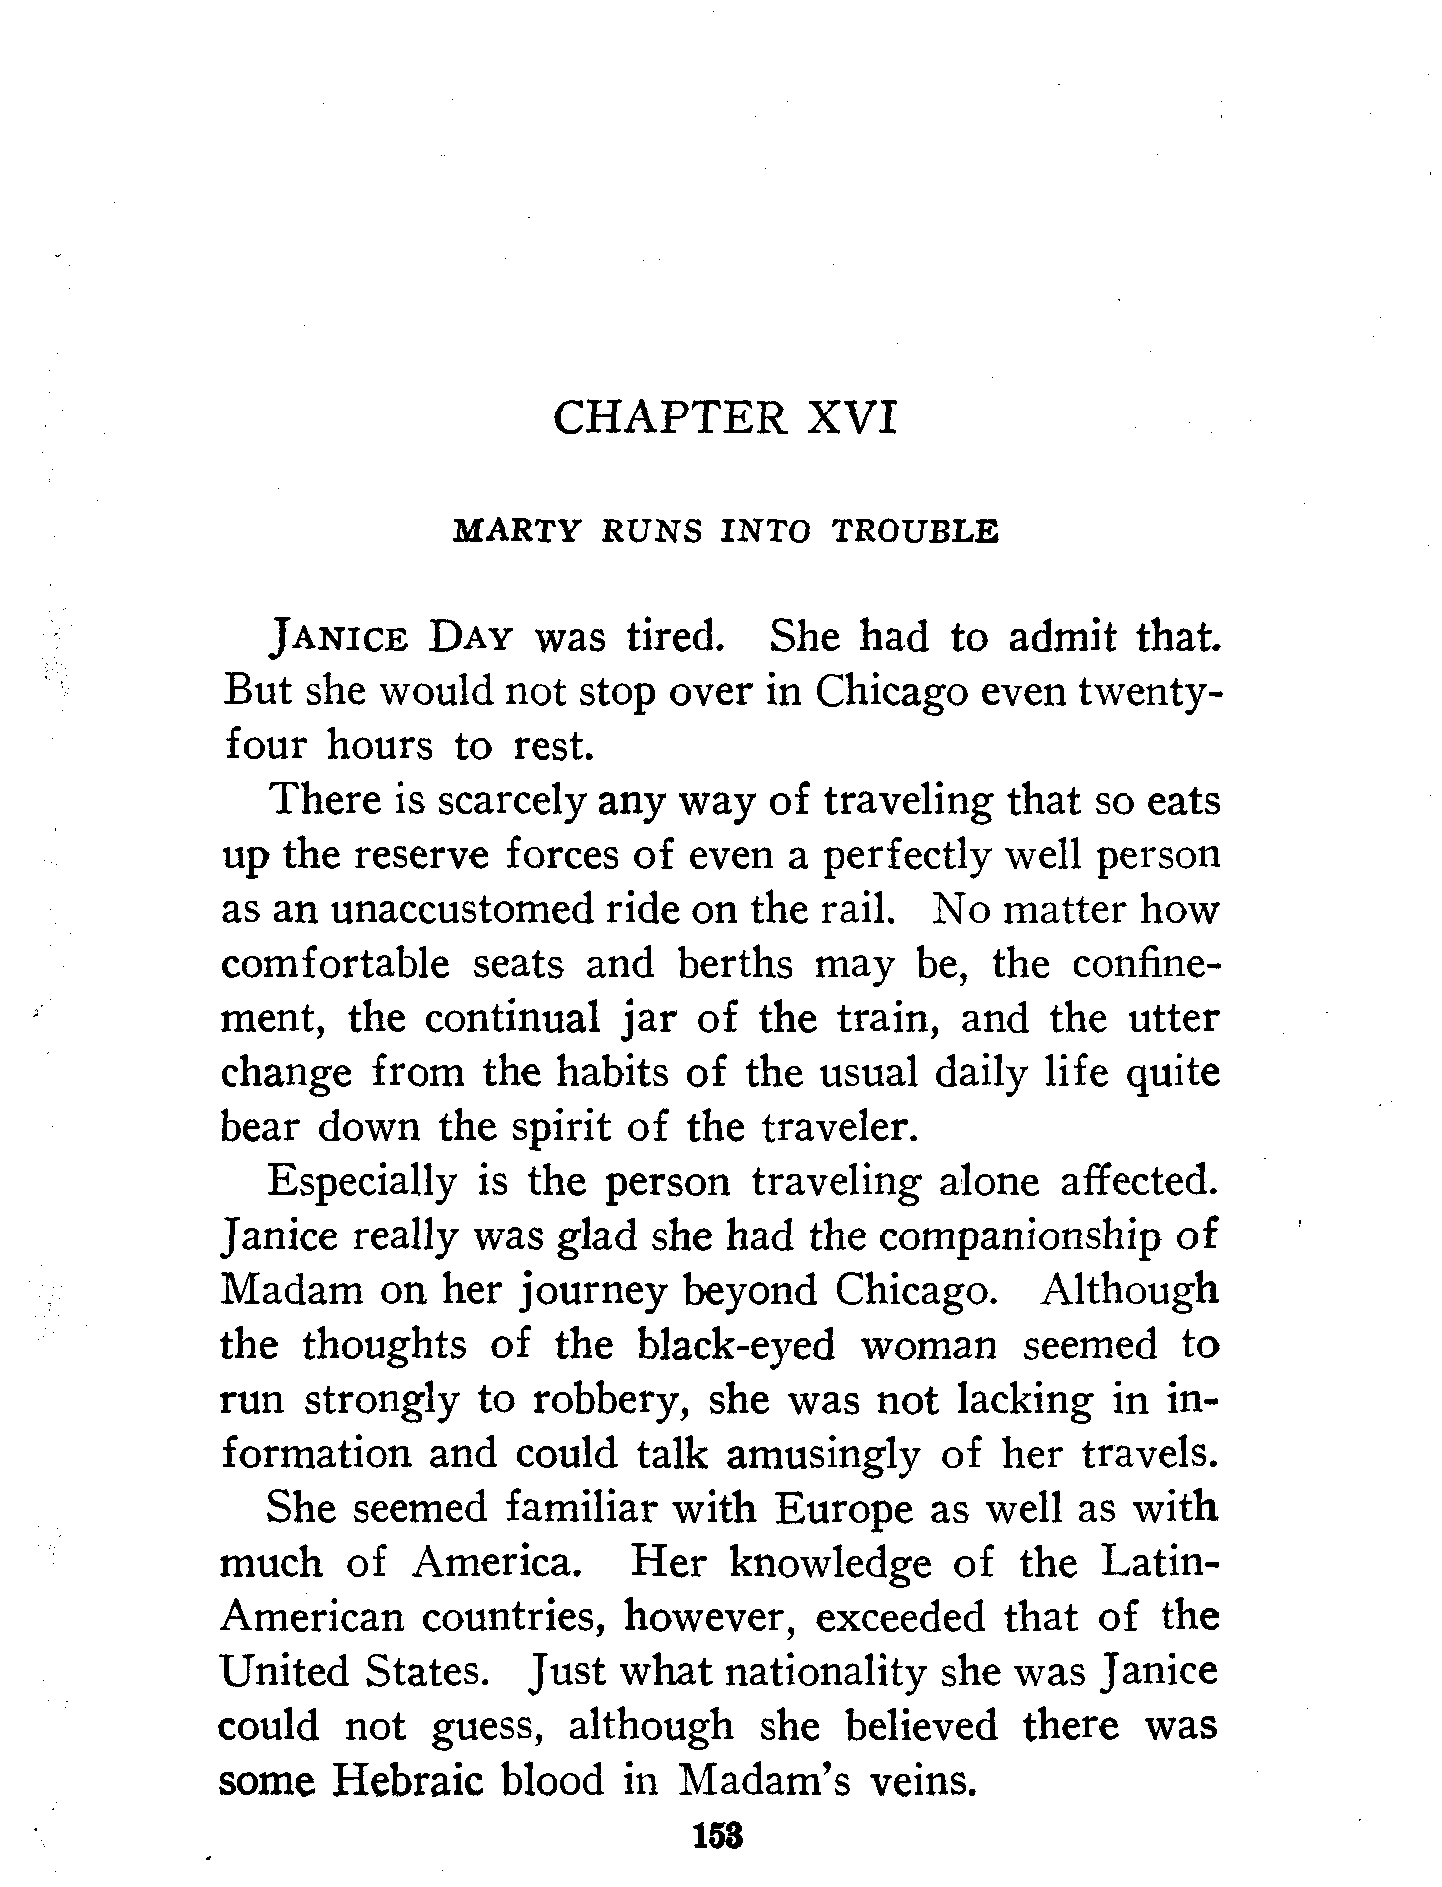 CHAPTER XVI
MARTY RUNS INTO TROUBLE
JANICE DAY was tired. She had to admit that.
But she would not stop over in Chicago even twenty-
four hours to rest.
There is scarcely any way of traveling that so eats
up the reserve forces of even a perfectly well person
as an unaccustomed ride on the rail. No matter how
comfortable seats and berths may be, the confine-
ment, the continual jar of the train, and the utter
change from the habits of the usual daily life quite
bear down the spirit of the traveler.
Especially is the person traveling alone affected.
Janice really was glad she had the companionship of
Madam on her journey beyond Chicago. Although
the thoughts of the black-eyed woman seemed to
run strongly to robbery, she was not lacking in in-
formation and could talk amusingly of her travels.
She seemed familiar with Europe as well as with
much of America. Her knowledge of the Latin-
American countries, however, exceeded that of the
United States. Just what nationality she was Janice
could not guess, although she believed there was
some Hebraic blood in Madam's veins.
153